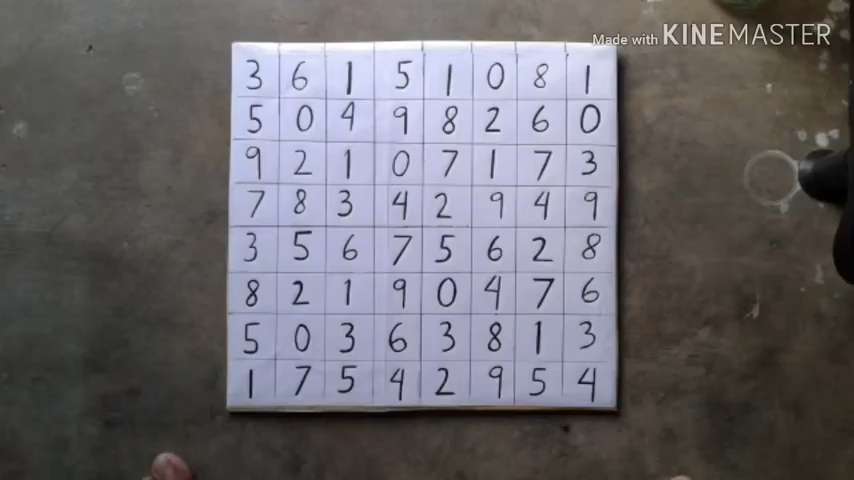 Made with KINEMASTER
3 6 1 5 1 0 8 1
5 0 4 9 8 2 6 0
9 2 1 0 7 1 7 3
7 8 3 4 2 9 4 9
3 5 6 7 5 6 2 8
8 2 1 9 0 4 7 6
5 0 3 6 3 8 1 3
1 7 5 4 2 9 5 4